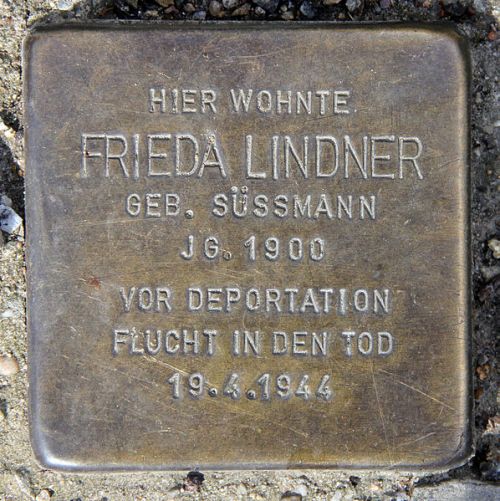 HIER WOHNTE
FRIEDA LINDNER
GEB. SÜSSMANN
JG. 1900
VOR DEPORTATION
FLUCHT IN DEN TOD
19.4.1944